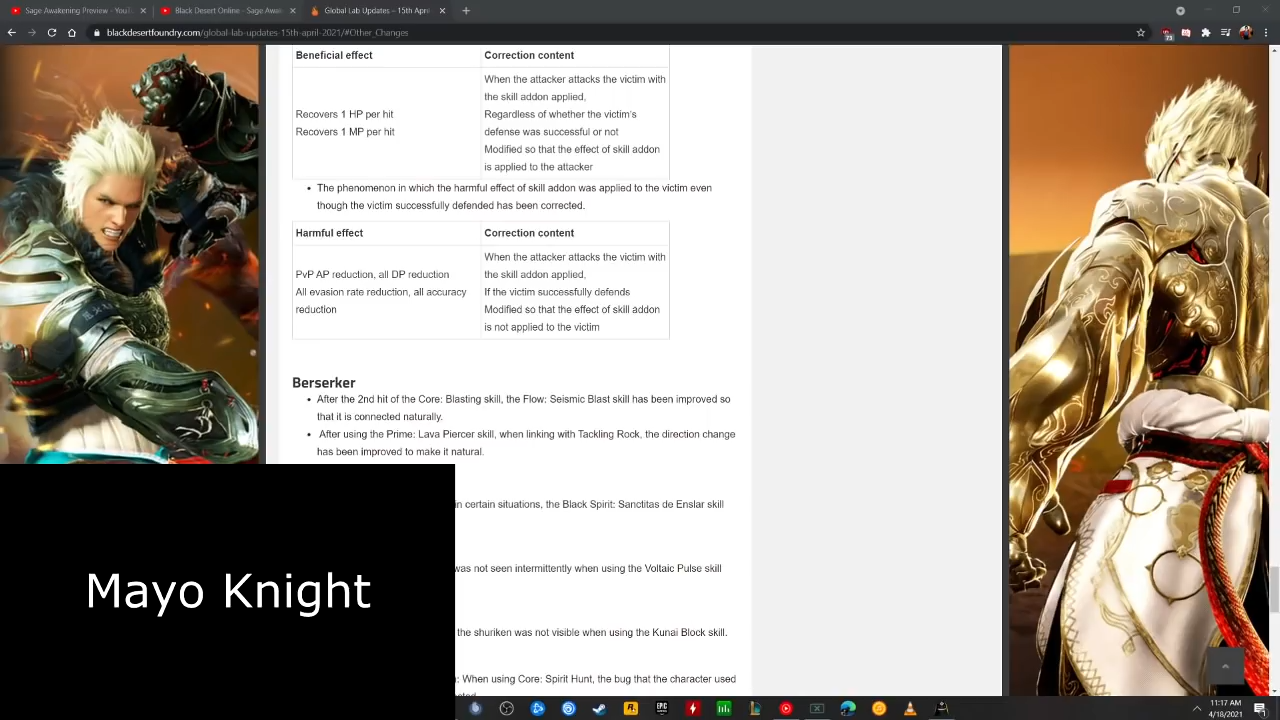 Sage Awakening Preview - YouTu
Black Desert Online - Sage Awak
Global Lab Updates – 15th April
blackdesertfoundry.com/global-lab-updates-15th-april-2021/#Other_Changes
Beneficial effect
Correction content
Recovers 1 HP per hit
Recovers 1 MP per hit
When the attacker attacks the victim with
the skill addon applied,
Regardless of whether the victim's
defense was successful or not
Modified so that the effect of skill addon
is applied to the attacker
• The phenomenon in which the harmful effect of skill addon was applied to the victim even
though the victim successfully defended has been corrected.
Harmful effect
Correction content
PvP AP reduction, all DP reduction
All evasion rate reduction, all accuracy
reduction
When the attacker attacks the victim with
the skill addon applied,
If the victim successfully defends
Modified so that the effect of skill addon
is not applied to the victim
Berserker
• After the 2nd hit of the Core: Blasting skill, the Flow: Seismic Blast skill has been improved so
that it is connected naturally.
• After using the Prime: Lava Piercer skill, when linking with Tackling Rock, the direction change
has been improved to make it natural.
in certain situations, the Black Spirit: Sanctitas de Enslar skill
was not seen intermittently when using the Voltaic Pulse skill
the shuriken was not visible when using the Kunai Block skill.
: When using Core: Spirit Hunt, the bug that the character used
Mayo Knight
11:17 AM
4/18/2021